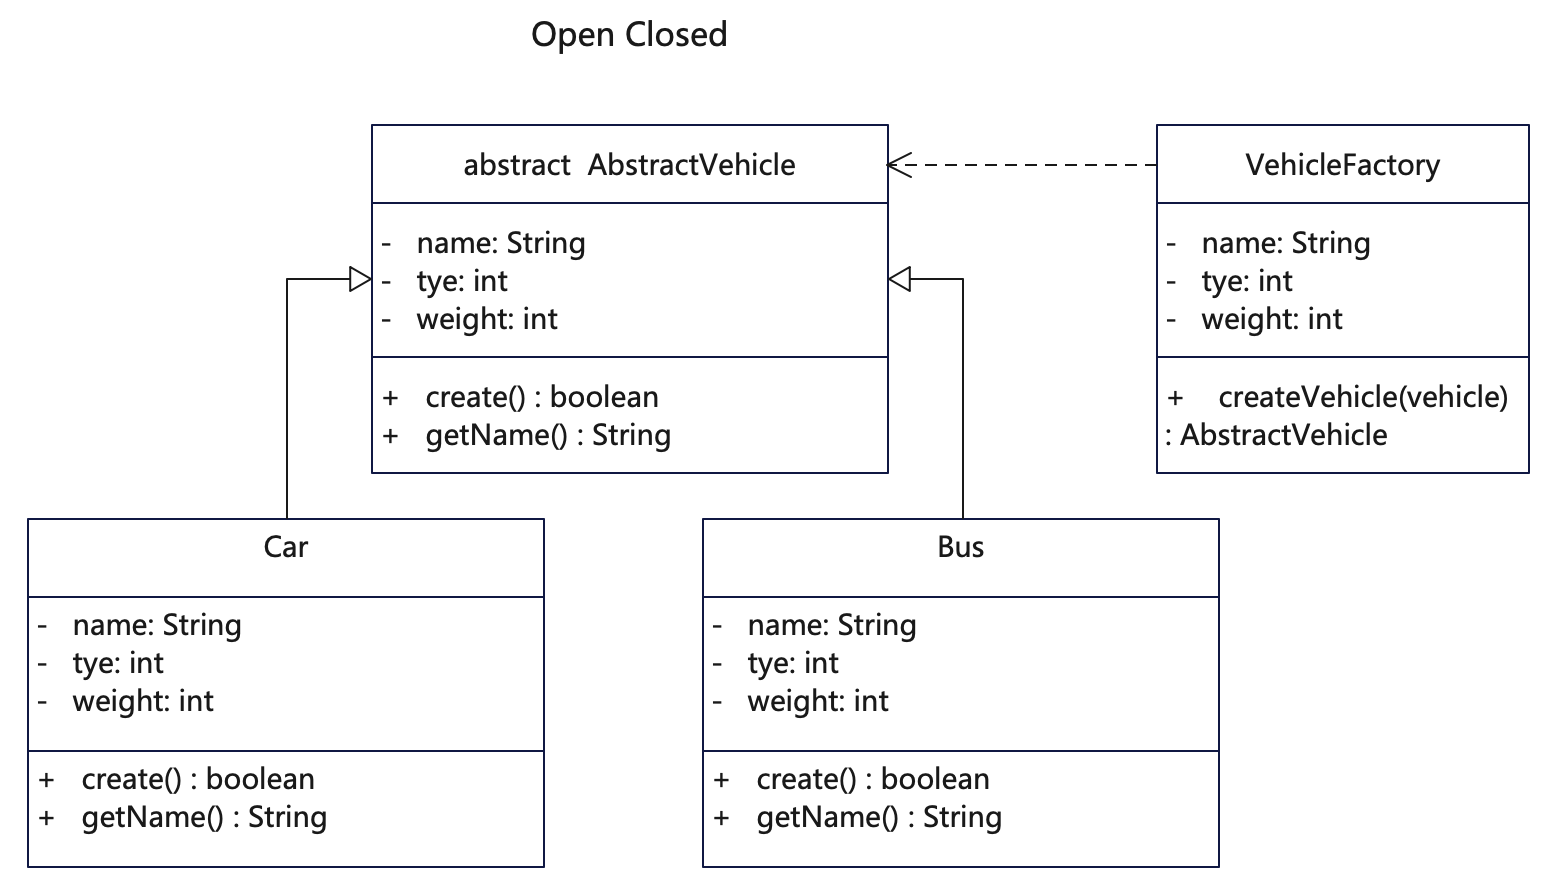 Open Closed
abstract  AbstractVehicle
- name: String
- tye: int
- weight: int
+ create() : boolean
+ getName() : String
VehicleFactory
- name: String
- tye: int
- weight: int
+ createVehicle(vehicle)
: AbstractVehicle
Car
- name: String
- tye: int
- weight: int
+ create() : boolean
+ getName() : String
Bus
- name: String
- tye: int
- weight: int
+ create() : boolean
+ getName() : String